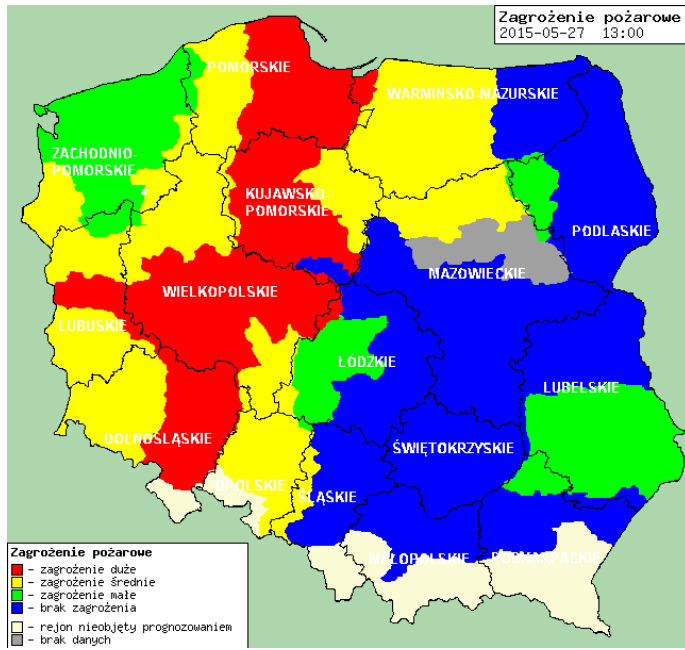 Zagrożenie pożarowe
2015-05-27 13:00
POMORSKIE
WARMIŃSKO-MAZURSKIE
ZACHODNIO-
POMORSKIE
KUJAWSKO-
POMORSKIE
PODLASKIE
MAZOWIECKIE
WIELKOPOLSKIE
LUBUSKIE
ŁÓDZKIE
LUBELSKIE
DOLNOŚLĄSKIE
ŚWIĘTOKRZYSKIE
OPOLSKIE
ŚLĄSKIE
MAŁOPOLSKIE
PODKARPACKIE
Zagrożenie pożarowe
- zagrożenie duże
- zagrożenie średnie
- zagrożenie małe
- brak zagrożenia
- rejon nieobjęty prognozowaniem
- brak danych